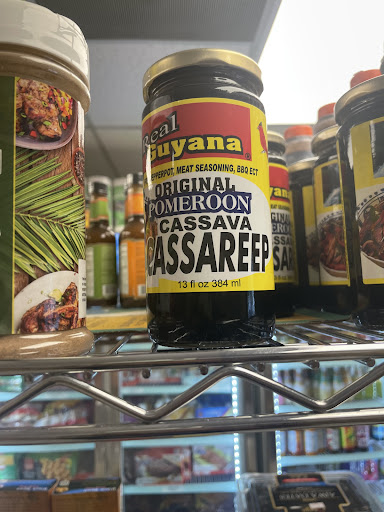 Real
Guyana®
PEPPERPOT, MEAT SEASONING, BBQ ECT
ORIGINAL
POMEROON
CASSAVA
CASSAREEP
13 fl oz 384 ml